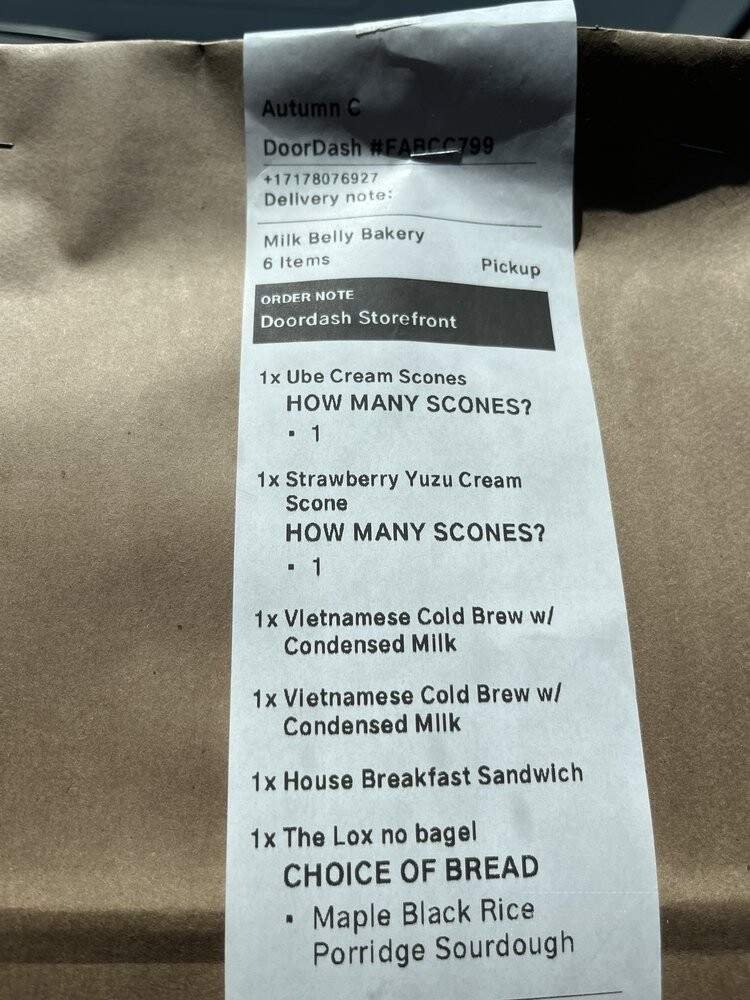 Autumn C
DoorDash #FABCC799
+17178076927
Delivery note:
Milk Belly Bakery
6 Items
Pickup
ORDER NOTE
Doordash Storefront
1x Ube Cream Scones
HOW MANY SCONES?
▪ 1
1x Strawberry Yuzu Cream
Scone
HOW MANY SCONES?
▪ 1
1x Vietnamese Cold Brew w/
Condensed Milk
1x Vietnamese Cold Brew w/
Condensed Milk
1x House Breakfast Sandwich
1x The Lox no bagel
CHOICE OF BREAD
▪ Maple Black Rice
Porridge Sourdough